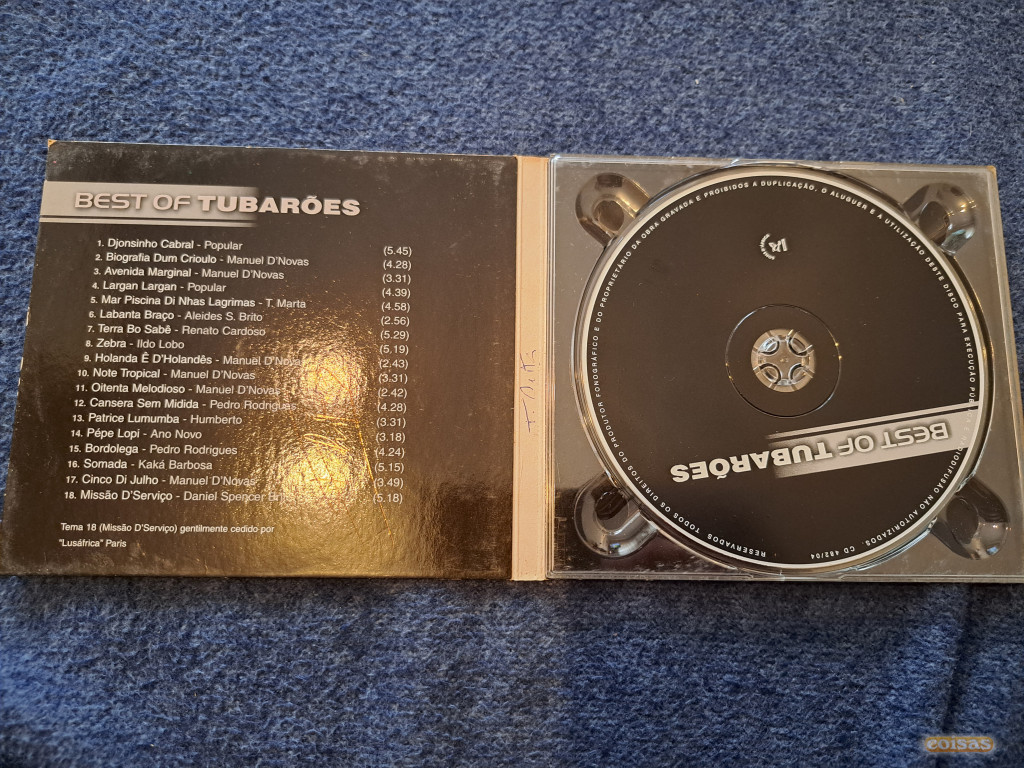 BEST OF TUBARÕES
1. Djonsinho Cabral - Popular (5.45)
2. Biografia Dum Crioulo - Manuel D'Novas (4.28)
3. Avenida Marginal - Manuel D'Novas (3.31)
4. Largan Largan - Popular (4.39)
5. Mar Piscina Di Nhas Lagrimas - T. Marta (4.58)
6. Labanta Braço - Aleides S. Brito (2.56)
7. Terra Bo Sabê - Renato Cardoso (5.29)
8. Zebra - Ildo Lobo (5.19)
9. Holanda Ê D'Holandês - Manuel D'Novas (2.43)
10. Note Tropical - Manuel D'Novas (3.31)
11. Oitenta Melodioso - Manuel D'Novas (2.42)
12. Cansera Sem Midida - Pedro Rodrigues (4.28)
13. Patrice Lumumba - Humberto (3.31)
14. Pépe Lopi - Ano Novo (3.18)
15. Bordolega - Pedro Rodrigues (4.24)
16. Somada - Kaká Barbosa (5.15)
17. Cinco Di Julho - Manuel D'Novas (3.49)
18. Missão D'Serviço - Daniel Spencer (5.18)
Tema 18 (Missão D'Serviço) gentilmente cedido por
"Lusáfrica" Paris
BEST OF TUBARÕES
TODOS OS DIREITOS DO PRODUTOR FONOGRÁFICO E DO PROPRIETÁRIO DA OBRA GRAVADA E PROIBIDOS A DUPLICAÇÃO, O ALUGUER E A UTILIZAÇÃO DESTE DISCO PARA EXECUÇÃO NÃO AUTORIZADOS. CD 482/04 . RESERVADOS
coisas